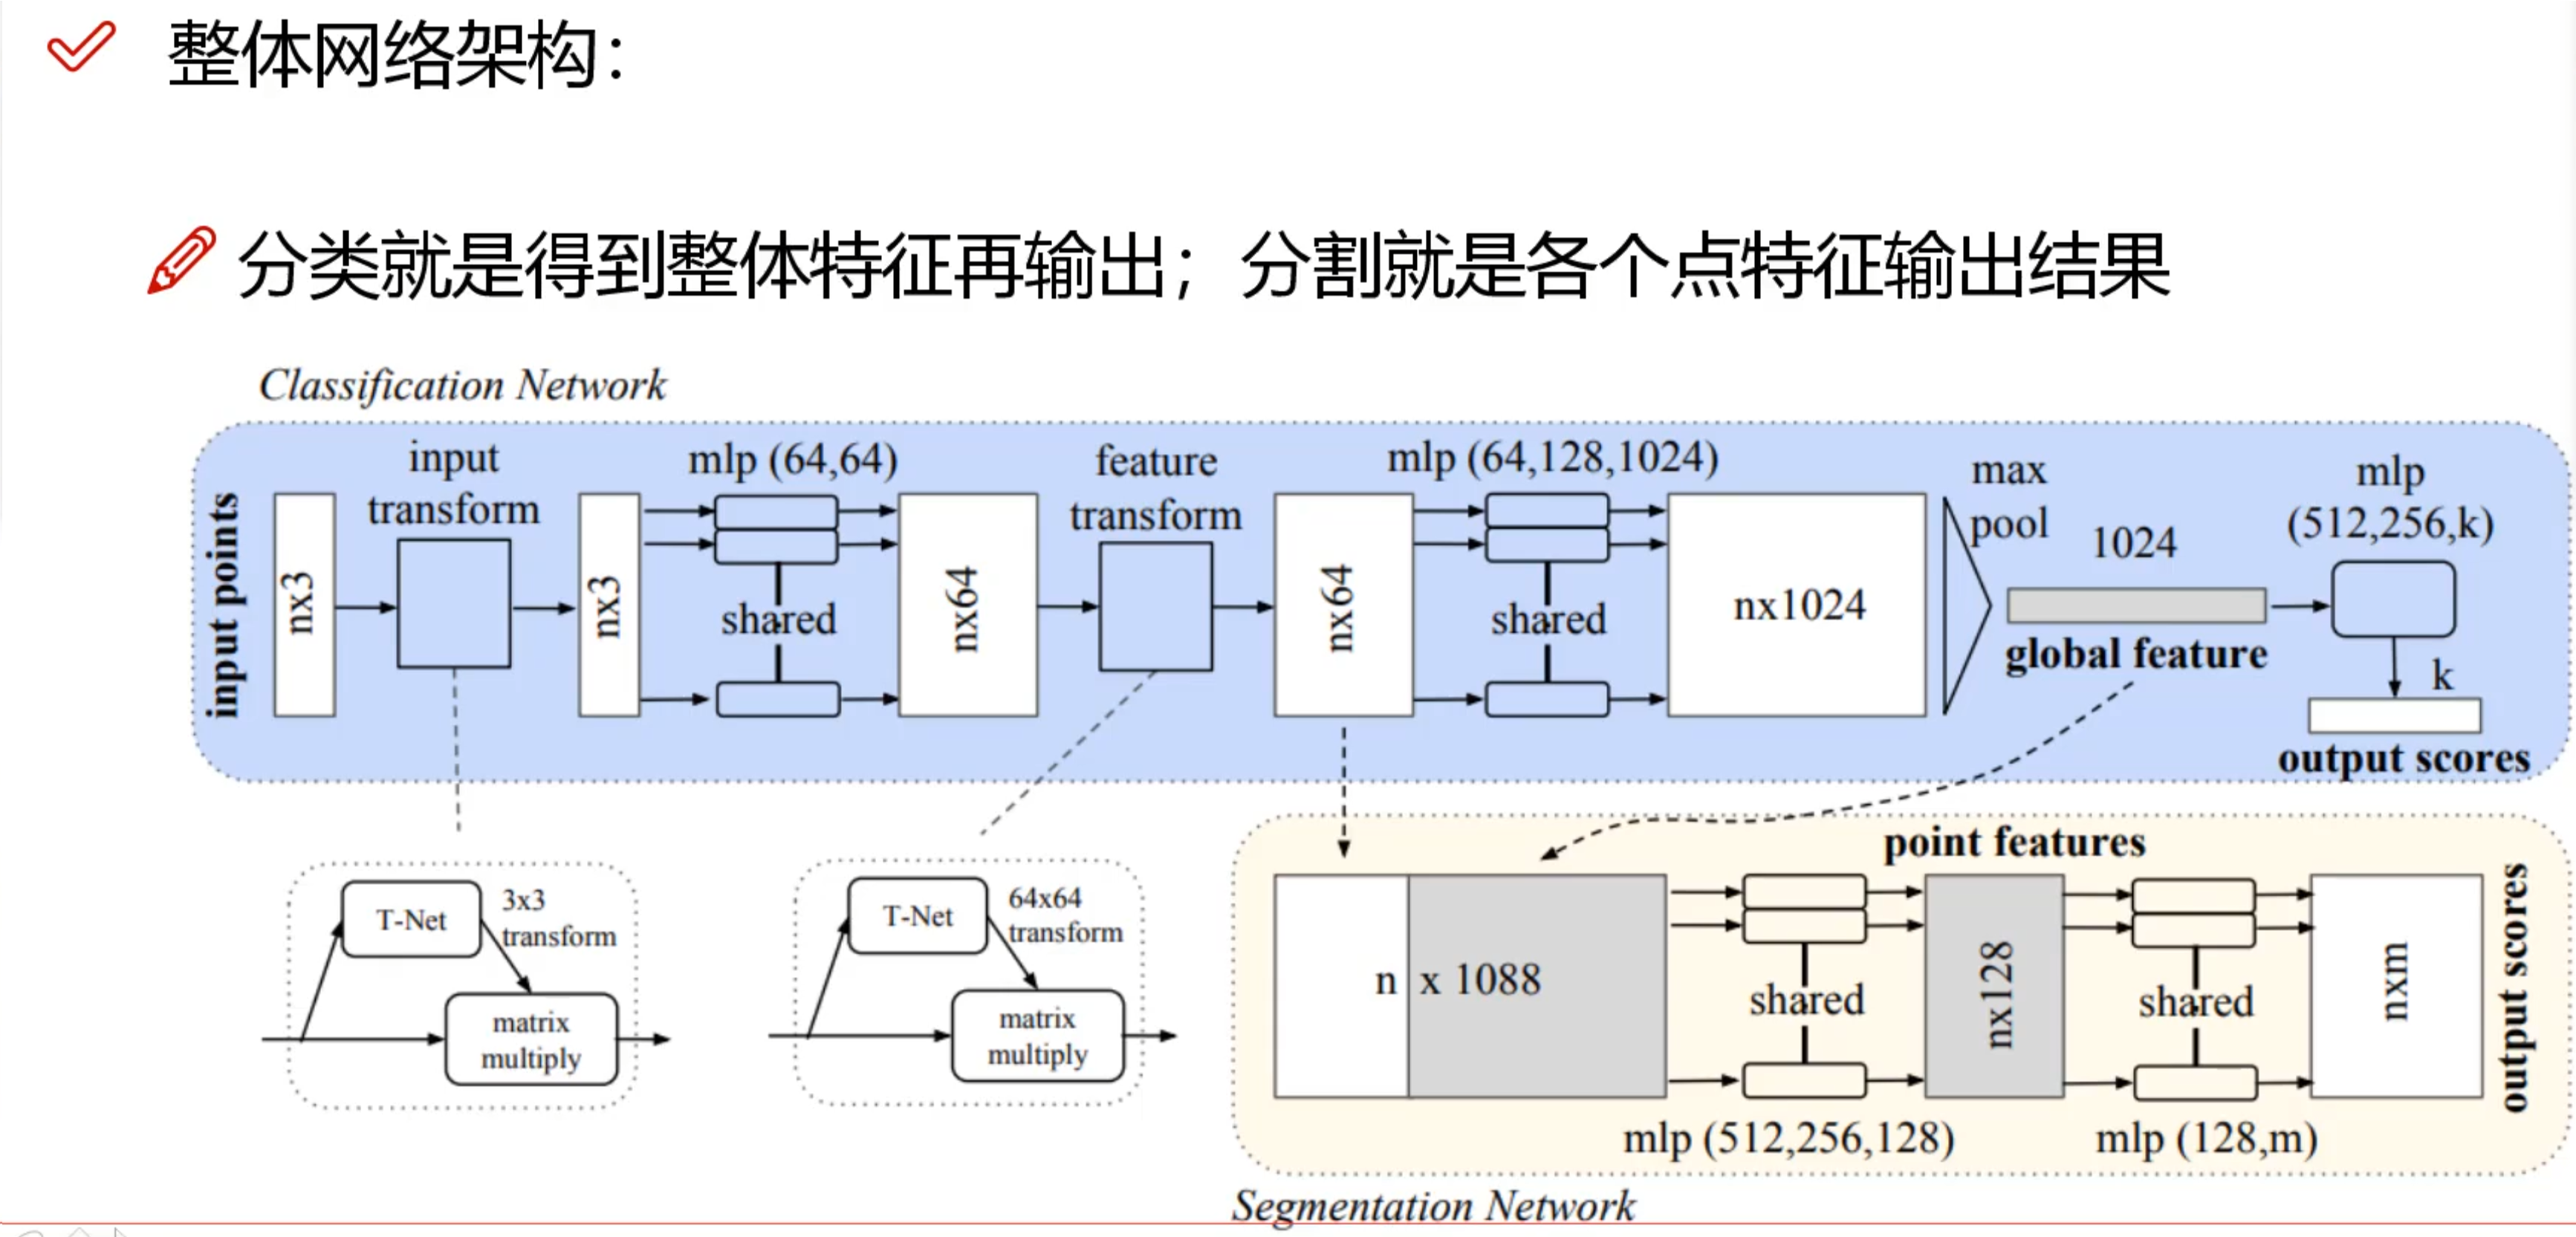 整体网络架构：
分类就是得到整体特征再输出；分割就是各个点特征输出结果
Classification Network
input points
nx3
input
transform
nx3
mlp (64,64)
shared
nx64
feature
transform
nx64
mlp (64,128,1024)
shared
nx1024
max
pool
1024
global feature
mlp
(512,256,k)
k
output scores
T-Net
3x3
transform
matrix
multiply
T-Net
64x64
transform
matrix
multiply
point features
n x 1088
shared
mlp (512,256,128)
nx128
shared
mlp (128,m)
nxm
output scores
Segmentation Network